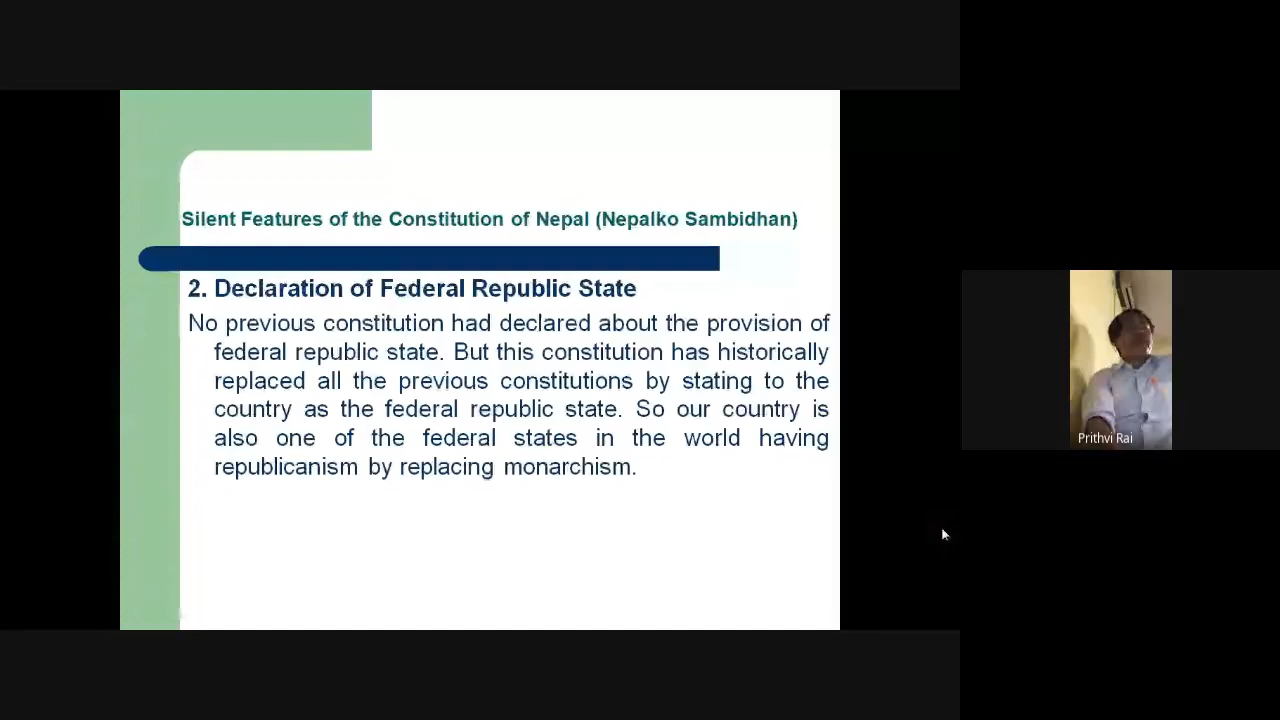 Silent Features of the Constitution of Nepal (Nepalko Sambidhan)
2. Declaration of Federal Republic State
No previous constitution had declared about the provision of
federal republic state. But this constitution has historically
replaced all the previous constitutions by stating to the
country as the federal republic state. So our country is
also one of the federal states in the world having
republicanism by replacing monarchism.
Prithvi Rai